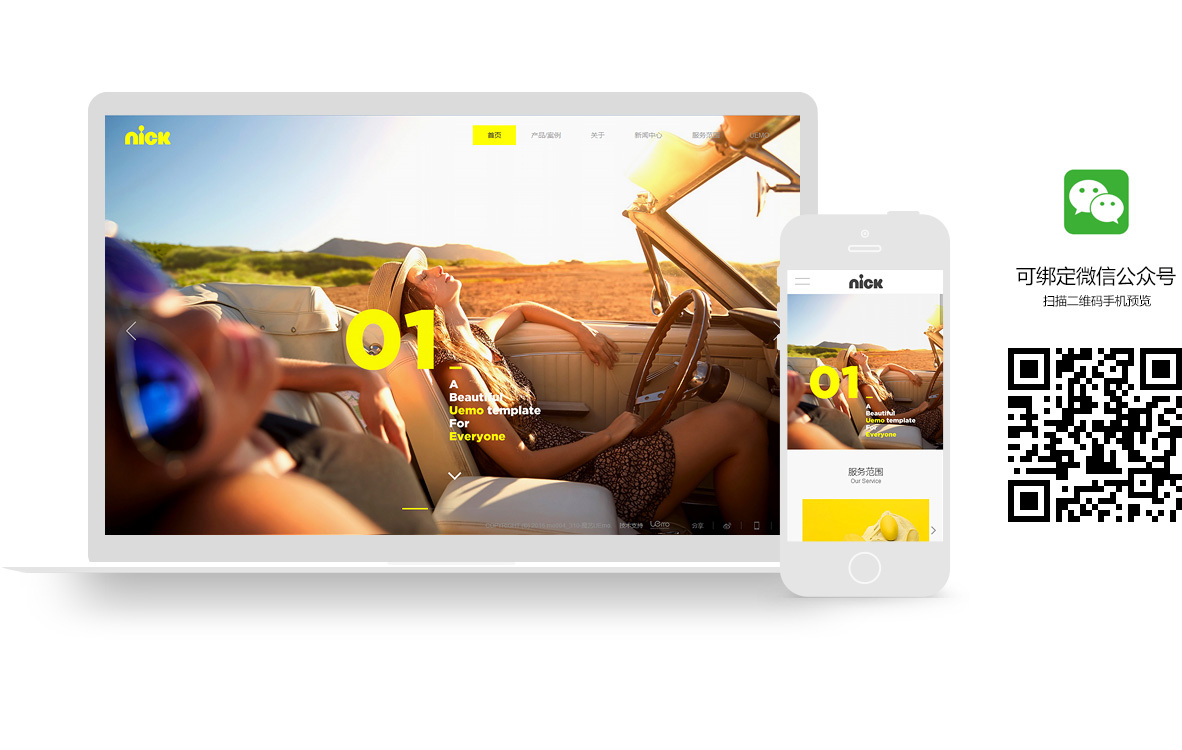 nick
首页
产品/案例
关于
新闻中心
服务范围
UEMO
01
A
Beautiful
Uemo template
For
Everyone
技术支持
uemo
分享
nick
01
A
Beautiful
Uemo template
For
Everyone
服务范围
Our Service
可绑定微信公众号
扫描二维码手机预览